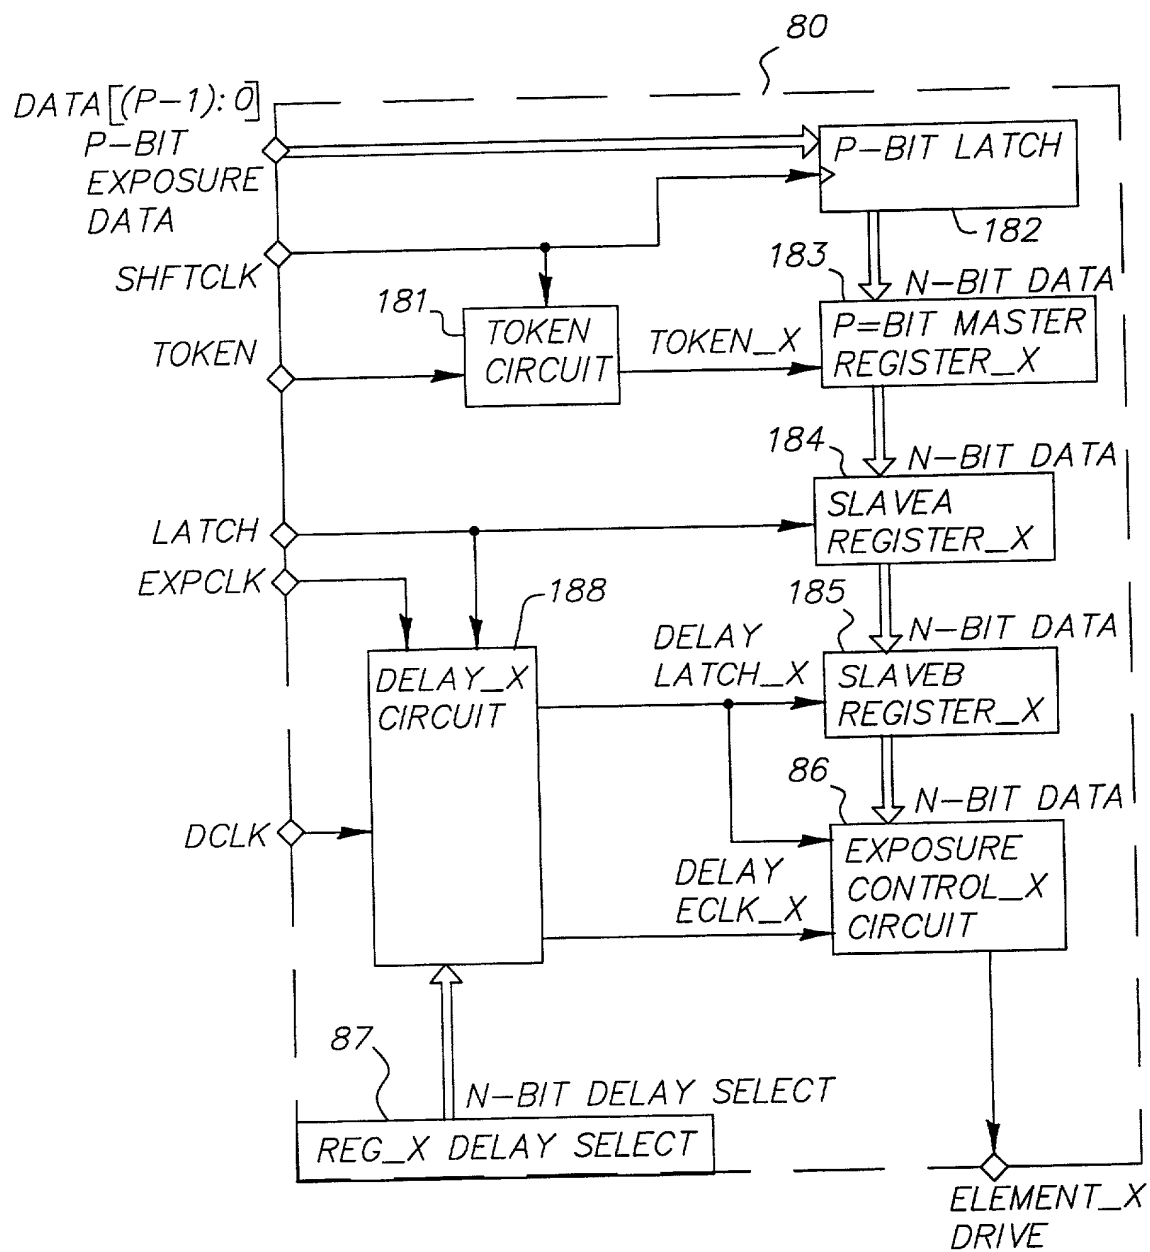 80
DATA[(P-1):0]
P-BIT
EXPOSURE
DATA
P-BIT LATCH
182
SHFTCLK
183
N-BIT DATA
181
TOKEN
CIRCUIT
TOKEN
TOKEN_X
P=BIT MASTER
REGISTER_X
184
N-BIT DATA
SLAVEA
REGISTER_X
LATCH
EXPCLK
188
185
N-BIT DATA
DELAY
LATCH_X
DELAY_X
CIRCUIT
SLAVEB
REGISTER_X
86
N-BIT DATA
DCLK
DELAY
ECLK_X
EXPOSURE
CONTROL_X
CIRCUIT
87
N-BIT DELAY SELECT
REG_X DELAY SELECT
ELEMENT_X
DRIVE